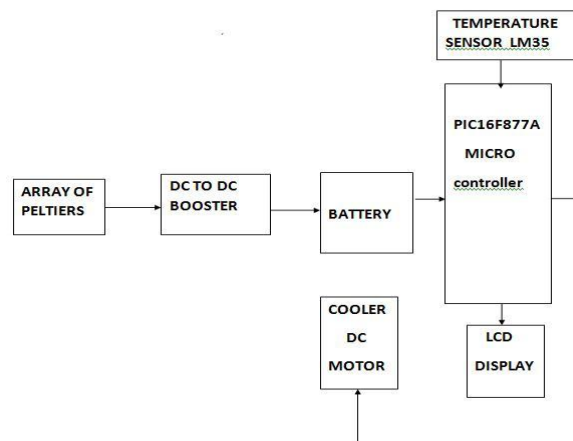 TEMPERATURE
SENSOR LM35
PIC16F877A
MICRO
controller
ARRAY OF
PELTIERS
DC TO DC
BOOSTER
BATTERY
COOLER
DC
MOTOR
LCD
DISPLAY